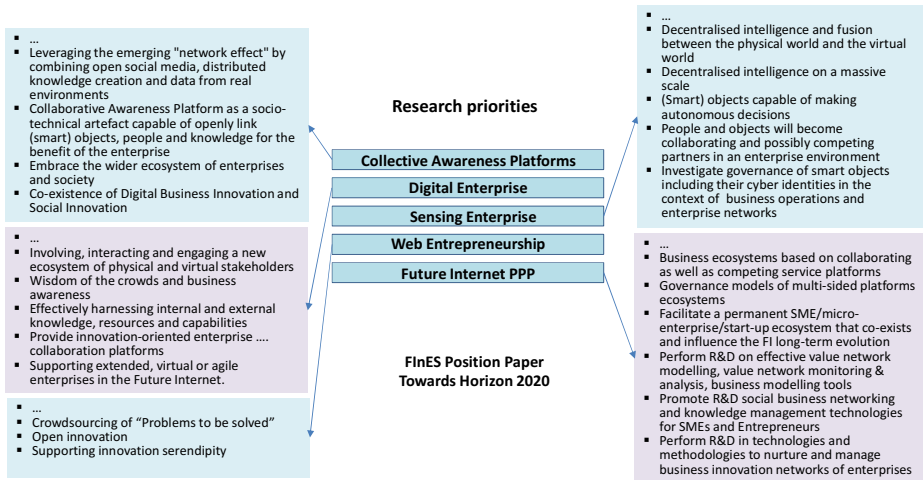 ▪ …
▪ Leveraging the emerging "network effect" by
combining open social media, distributed
knowledge creation and data from real
environments
▪ Collaborative Awareness Platform as a socio-
technical artefact capable of openly link
(smart) objects, people and knowledge for the
benefit of the enterprise
▪ Embrace the wider ecosystem of enterprises
and society
▪ Co-existence of Digital Business Innovation and
Social Innovation
▪ …
▪ Involving, interacting and engaging a new
ecosystem of physical and virtual stakeholders
▪ Wisdom of the crowds and business
awareness
▪ Effectively harnessing internal and external
knowledge, resources and capabilities
▪ Provide innovation-oriented enterprise ….
collaboration platforms
▪ Supporting extended, virtual or agile
enterprises in the Future Internet.
▪ …
▪ Crowdsourcing of “Problems to be solved”
▪ Open innovation
▪ Supporting innovation serendipity
Research priorities
Collective Awareness Platforms
Digital Enterprise
Sensing Enterprise
Web Entrepreneurship
Future Internet PPP
FInES Position Paper
Towards Horizon 2020
▪ …
▪ Decentralised intelligence and fusion
between the physical world and the virtual
world
▪ Decentralised intelligence on a massive
scale
▪ (Smart) objects capable of making
autonomous decisions
▪ People and objects will become
collaborating and possibly competing
partners in an enterprise environment
▪ Investigate governance of smart objects
including their cyber identities in the
context of business operations and
enterprise networks
▪ …
▪ Business ecosystems based on collaborating
as well as competing service platforms
▪ Governance models of multi-sided platforms
ecosystems
▪ Facilitate a permanent SME/micro-
enterprise/start-up ecosystem that co-exists
and influence the FI long-term evolution
▪ Perform R&D on effective value network
modelling, value network monitoring &
analysis, business modelling tools
▪ Promote R&D social business networking
and knowledge management technologies
for SMEs and Entrepreneurs
▪ Perform R&D in technologies and
methodologies to nurture and manage
business innovation networks of enterprises